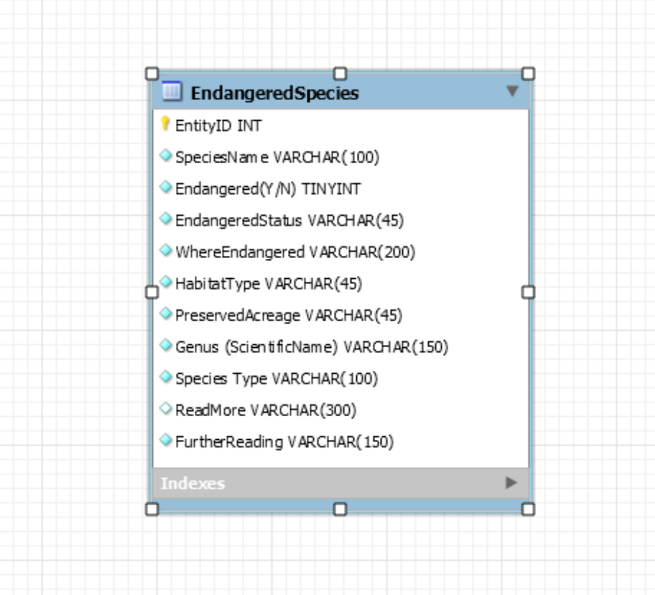 EndangeredSpecies
EntityID INT
SpeciesName VARCHAR(100)
Endangered(Y/N) TINYINT
EndangeredStatus VARCHAR(45)
WhereEndangered VARCHAR(200)
HabitatType VARCHAR(45)
PreservedAcreage VARCHAR(45)
Genus (ScientificName) VARCHAR(150)
Species Type VARCHAR(100)
ReadMore VARCHAR(300)
FurtherReading VARCHAR(150)
Indexes